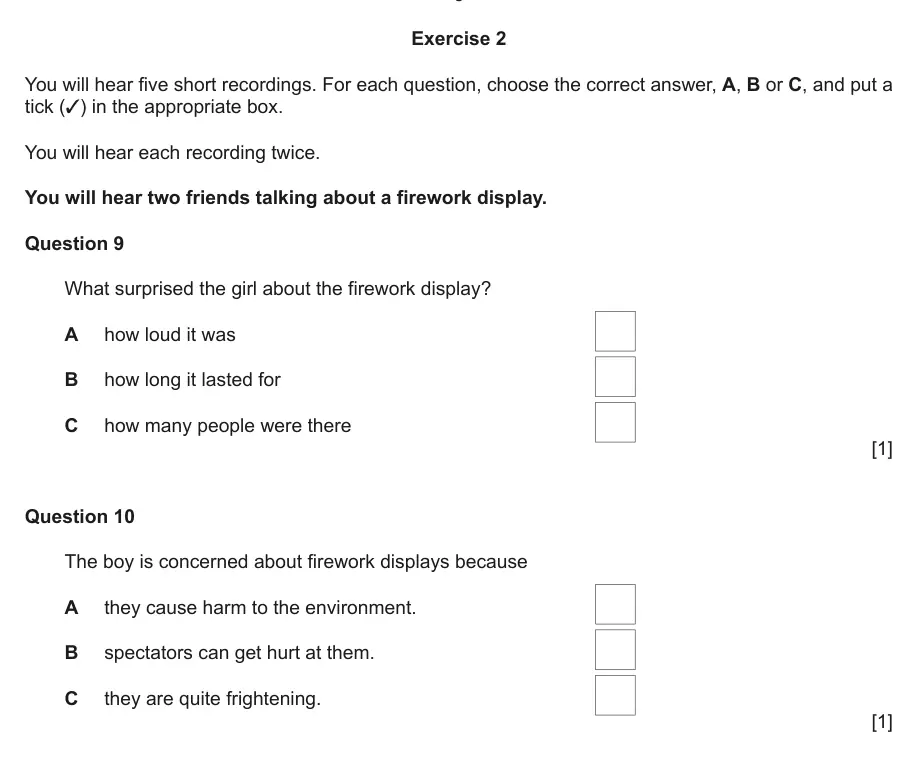 Exercise 2
You will hear five short recordings. For each question, choose the correct answer, A, B or C, and put a
tick (✓) in the appropriate box.
You will hear each recording twice.
You will hear two friends talking about a firework display.
Question 9
What surprised the girl about the firework display?
A how loud it was
B how long it lasted for
C how many people were there
[1]
Question 10
The boy is concerned about firework displays because
A they cause harm to the environment.
B spectators can get hurt at them.
C they are quite frightening.
[1]